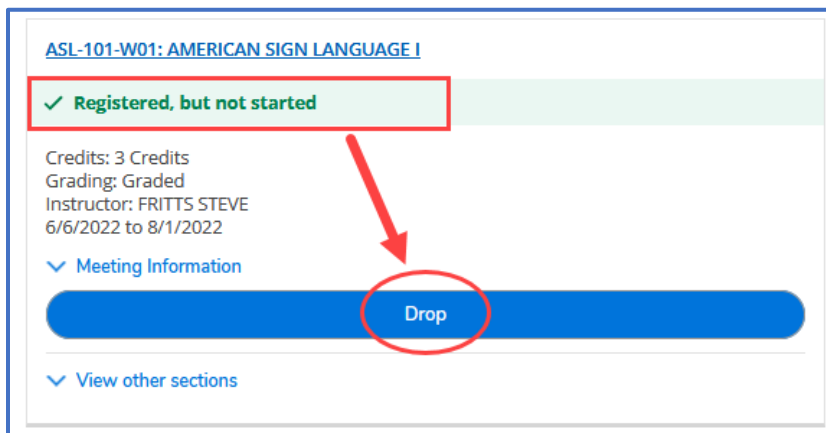 ASL-101-W01: AMERICAN SIGN LANGUAGE I
Registered, but not started
Credits: 3 Credits
Grading: Graded
Instructor: FRITTS STEVE
6/6/2022 to 8/1/2022
Meeting Information
Drop
View other sections